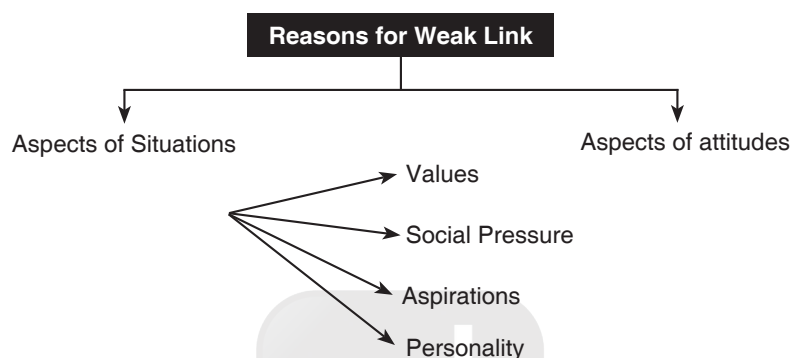 Reasons for Weak Link
Aspects of Situations
Aspects of attitudes
Values
Social Pressure
Aspirations
Personality